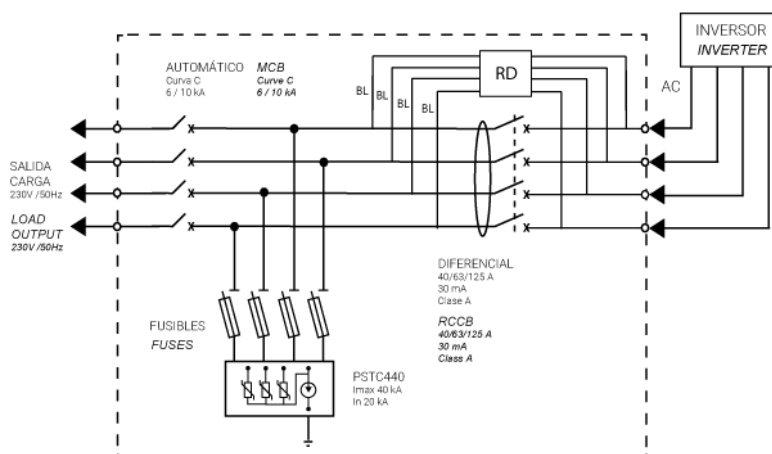 INVERSOR
INVERTER
AUTOMÁTICO
Curva C
6 / 10 kA
MCB
Curve C
6 / 10 kA
RD
BL
BL
BL
BL
AC
SALIDA
CARGA
230V /50Hz
LOAD
OUTPUT
230V /50Hz
DIFERENCIAL
40/63/125 A
30 mA
Clase A
RCCB
40/63/125 A
30 mA
Class A
FUSIBLES
FUSES
PSTC440
Imax 40 kA
In 20 kA